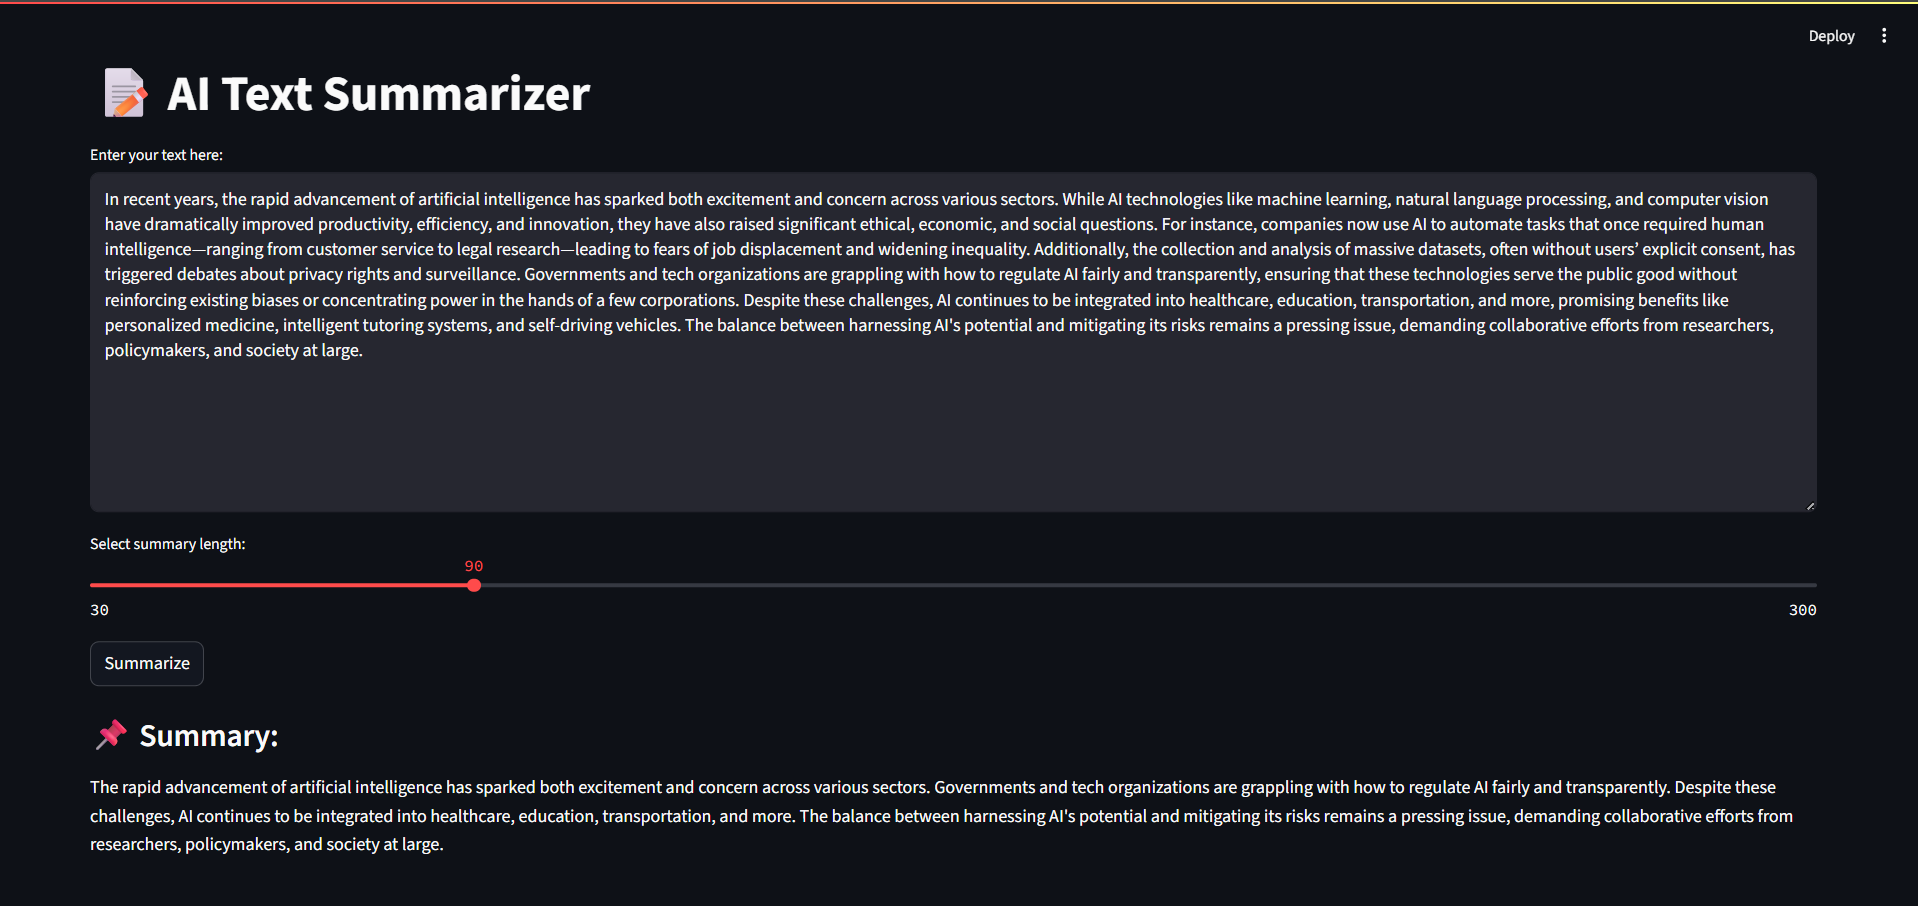 Deploy
AI Text Summarizer
Enter your text here:
In recent years, the rapid advancement of artificial intelligence has sparked both excitement and concern across various sectors. While AI technologies like machine learning, natural language processing, and computer vision
have dramatically improved productivity, efficiency, and innovation, they have also raised significant ethical, economic, and social questions. For instance, companies now use AI to automate tasks that once required human
intelligence—ranging from customer service to legal research—leading to fears of job displacement and widening inequality. Additionally, the collection and analysis of massive datasets, often without users’ explicit consent, has
triggered debates about privacy rights and surveillance. Governments and tech organizations are grappling with how to regulate AI fairly and transparently, ensuring that these technologies serve the public good without
reinforcing existing biases or concentrating power in the hands of a few corporations. Despite these challenges, AI continues to be integrated into healthcare, education, transportation, and more, promising benefits like
personalized medicine, intelligent tutoring systems, and self-driving vehicles. The balance between harnessing AI's potential and mitigating its risks remains a pressing issue, demanding collaborative efforts from researchers,
policymakers, and society at large.
Select summary length:
90
30 300
Summarize
Summary:
The rapid advancement of artificial intelligence has sparked both excitement and concern across various sectors. Governments and tech organizations are grappling with how to regulate AI fairly and transparently. Despite these
challenges, AI continues to be integrated into healthcare, education, transportation, and more. The balance between harnessing AI's potential and mitigating its risks remains a pressing issue, demanding collaborative efforts from
researchers, policymakers, and society at large.